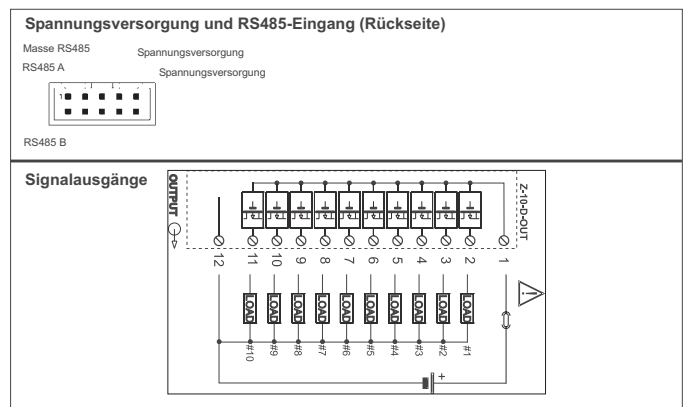 Spannungsversorgung und RS485-Eingang (Rückseite)
Masse RS485
Spannungsversorgung
RS485 A
Spannungsversorgung
1
RS485 B
Signalausgänge
OUTPUT
Z-10-D-OUT
12 11 10 9 8 7 6 5 4 3 2 1
LOAD LOAD LOAD LOAD LOAD LOAD LOAD LOAD LOAD LOAD
#10 #9 #8 #7 #6 #5 #4 #3 #2 #1
+